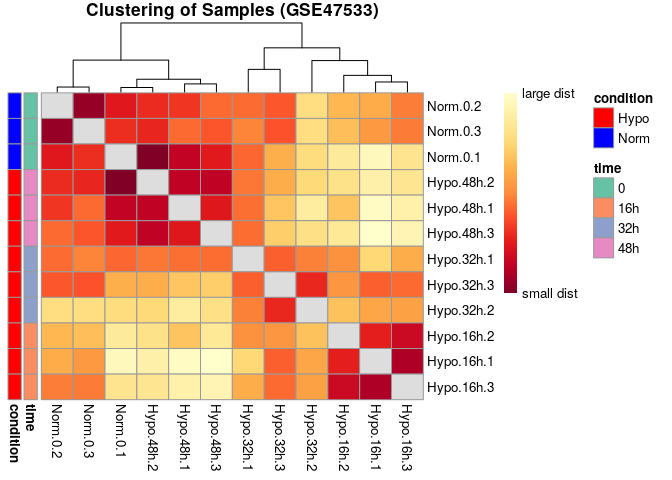 Clustering of Samples (GSE47533)
large dist
small dist
condition
Hypo
Norm
time
0
16h
32h
48h
Norm.0.2
Norm.0.3
Norm.0.1
Hypo.48h.2
Hypo.48h.1
Hypo.48h.3
Hypo.32h.1
Hypo.32h.3
Hypo.32h.2
Hypo.16h.2
Hypo.16h.1
Hypo.16h.3
condition
time
Norm.0.2
Norm.0.3
Norm.0.1
Hypo.48h.2
Hypo.48h.1
Hypo.48h.3
Hypo.32h.1
Hypo.32h.3
Hypo.32h.2
Hypo.16h.2
Hypo.16h.1
Hypo.16h.3